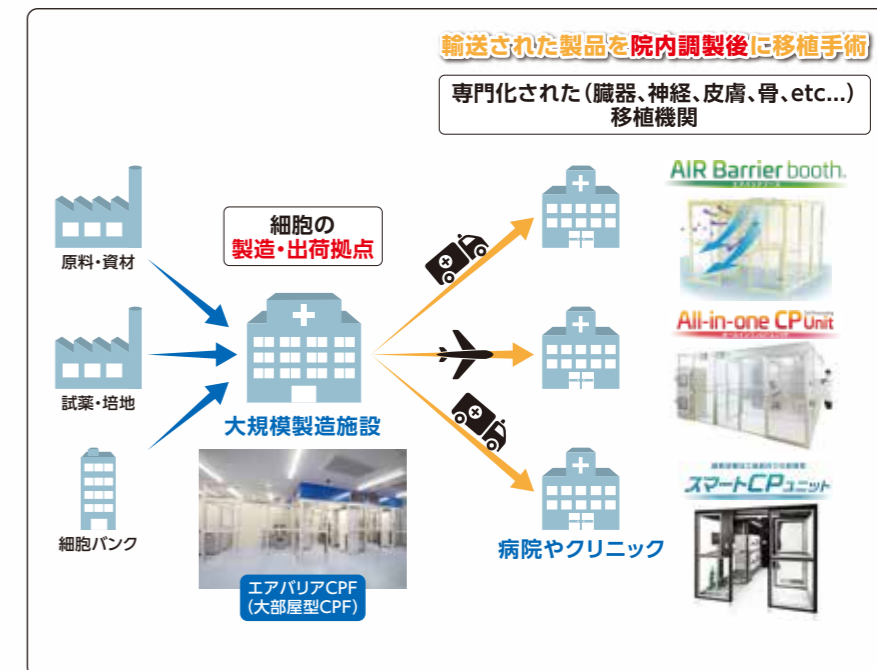 輸送された製品を院内調製後に移植手術
専門化された(臓器、神経、皮膚、骨、etc...)
移植機関
原料・資材
試薬・培地
細胞バンク
細胞の
製造・出荷拠点
大規模製造施設
エアバリアCPF
(大部屋型CPF)
病院やクリニック
AIR Barrier booth®
All-in-one CP Unit
スマートCPユニット